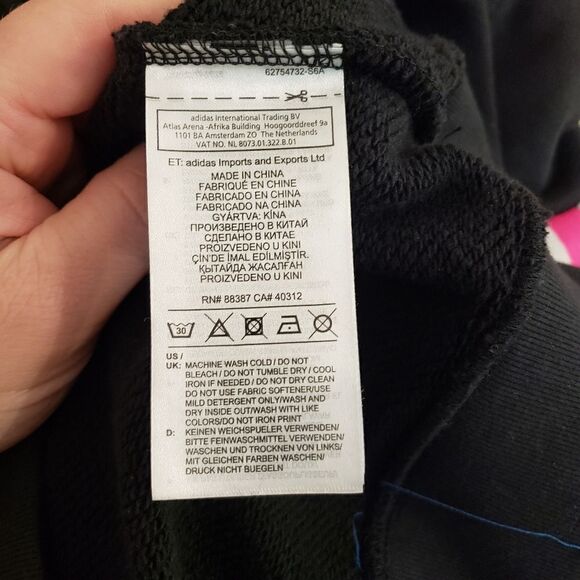 62754732-S6A
adidas International Trading BV
Atlas Arena -Afrika Building Hoogoorddreef 9a
1101 BA Amsterdam ZO The Netherlands
VAT NO. NL 8073.01.322.B.01
ET: adidas Imports and Exports Ltd
MADE IN CHINA
FABRIQUÉ EN CHINE
FABRICADO EN CHINA
FABRICADO NA CHINA
GYÁRTVA: KÍNA
ПРОИЗВЕДЕНО В КИТАЙ
СДЕЛАНО В КИТАЕ
PROIZVEDENO U KINI
ÇİN'DE İMAL EDİLMİŞTİR.
ҚЫТАЙДА ЖАСАЛҒАН
PROIZVEDENO U KINI
RN# 88387 CA# 40312
30
US /
UK: MACHINE WASH COLD / DO NOT
BLEACH / DO NOT TUMBLE DRY / COOL
IRON IF NEEDED / DO NOT DRY CLEAN
DO NOT USE FABRIC SOFTENER/USE
MILD DETERGENT ONLY/WASH AND
DRY INSIDE OUT/WASH WITH LIKE
COLORS/DO NOT IRON PRINT
D: KEINEN WEICHSPUELER VERWENDEN/
BITTE FEINWASCHMITTEL VERWENDEN/
WASCHEN UND TROCKNEN VON LINKS/
MIT GLEICHEN FARBEN WASCHEN/
DRUCK NICHT BUEGELN